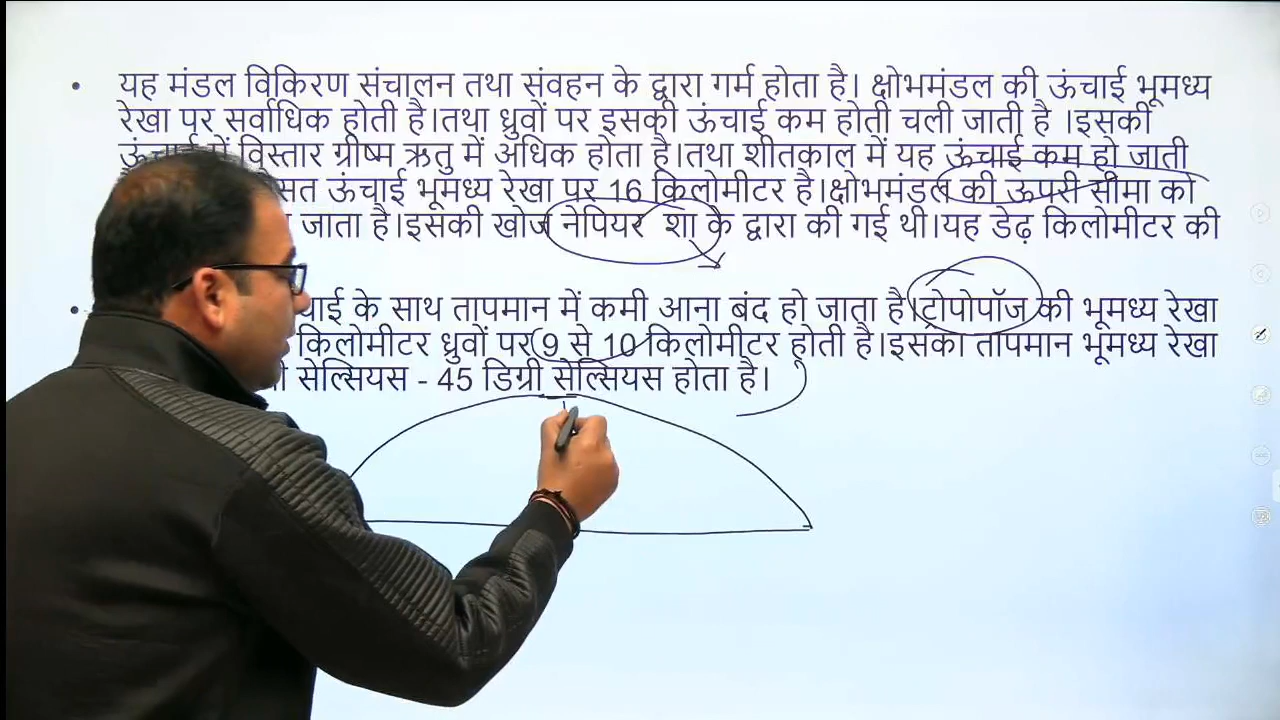 यह मंडल विकिरण संचालन तथा संवहन के द्वारा गर्म होता है। क्षोभमंडल की ऊंचाई भूमध्य
रेखा पर सर्वाधिक होती है।तथा ध्रुवों पर इसकी ऊंचाई कम होती चली जाती है ।इसकी
ऊंचाई में विस्तार ग्रीष्म ऋतु में अधिक होता है।तथा शीतकाल में यह ऊंचाई कम हो जाती
ऊंचाई भूमध्य रेखा पर 16 किलोमीटर है।क्षोभमंडल की ऊपरी सीमा को
जाता है।इसकी खोज नेपियर शा के द्वारा की गई थी।यह डेढ़ किलोमीटर की
के साथ तापमान में कमी आना बंद हो जाता है।ट्रोपोपॉज की भूमध्य रेखा
किलोमीटर ध्रुवों पर 9 से 10 किलोमीटर होती है।इसका तापमान भूमध्य रेखा
सेल्सियस - 45 डिग्री सेल्सियस होता है।